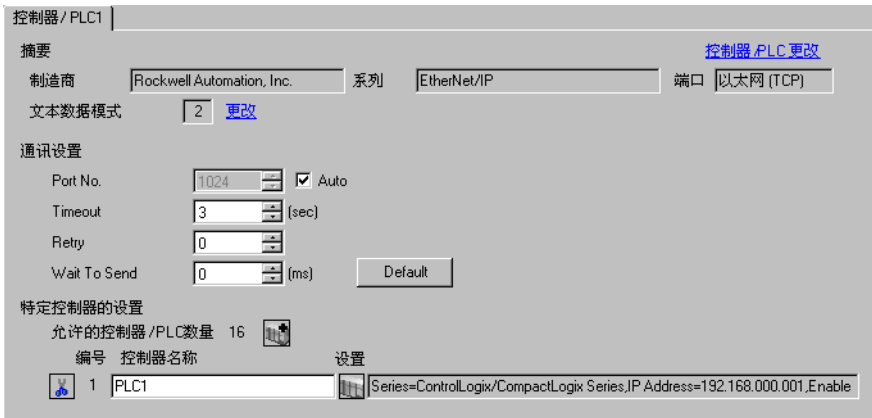 控制器/PLC1
摘要 控制器/PLC更改
制造商 Rockwell Automation, Inc. 系列 EtherNet/IP 端口 以太网 (TCP)
文本数据模式 2 更改
通讯设置
Port No. 1024 Auto
Timeout 3 (sec)
Retry 0
Wait To Send 0 (ms) Default
特定控制器的设置
允许的控制器/PLC数量 16
编号 控制器名称 设置
1 PLC1 Series=ControlLogix/CompactLogix Series,IP Address=192.168.000.001,Enable